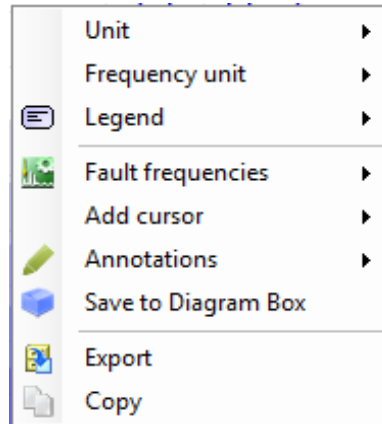 Unit
Frequency unit
Legend
Fault frequencies
Add cursor
Annotations
Save to Diagram Box
Export
Copy